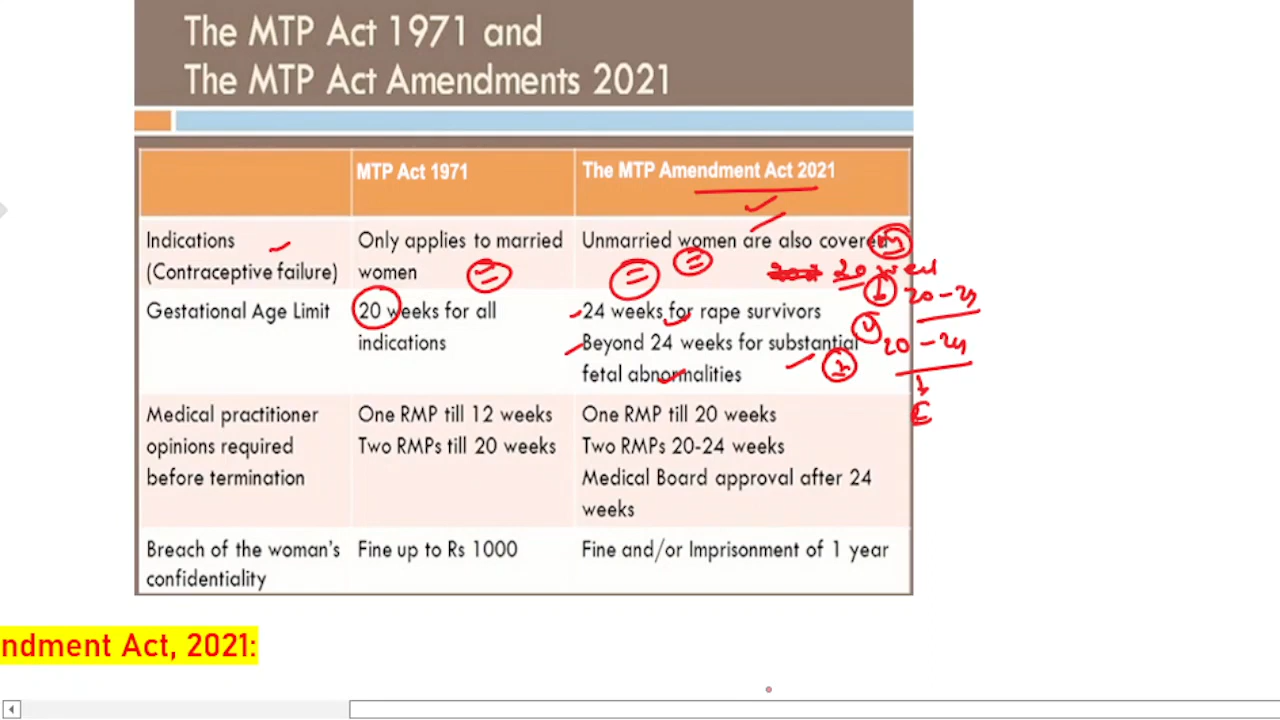 The MTP Act 1971 and
The MTP Act Amendments 2021
MTP Act 1971
The MTP Amendment Act 2021
Indications
(Contraceptive failure)
Only applies to married
women
Unmarried women are also covered
20 week
Gestational Age Limit
20 weeks for all
indications
24 weeks for rape survivors
Beyond 24 weeks for substantial
fetal abnormalities
20 - 24
20 - 24
Medical practitioner
opinions required
before termination
One RMP till 12 weeks
Two RMPs till 20 weeks
One RMP till 20 weeks
Two RMPs 20-24 weeks
Medical Board approval after 24
weeks
Breach of the woman's
confidentiality
Fine up to Rs 1000
Fine and/or Imprisonment of 1 year
ndment Act, 2021: